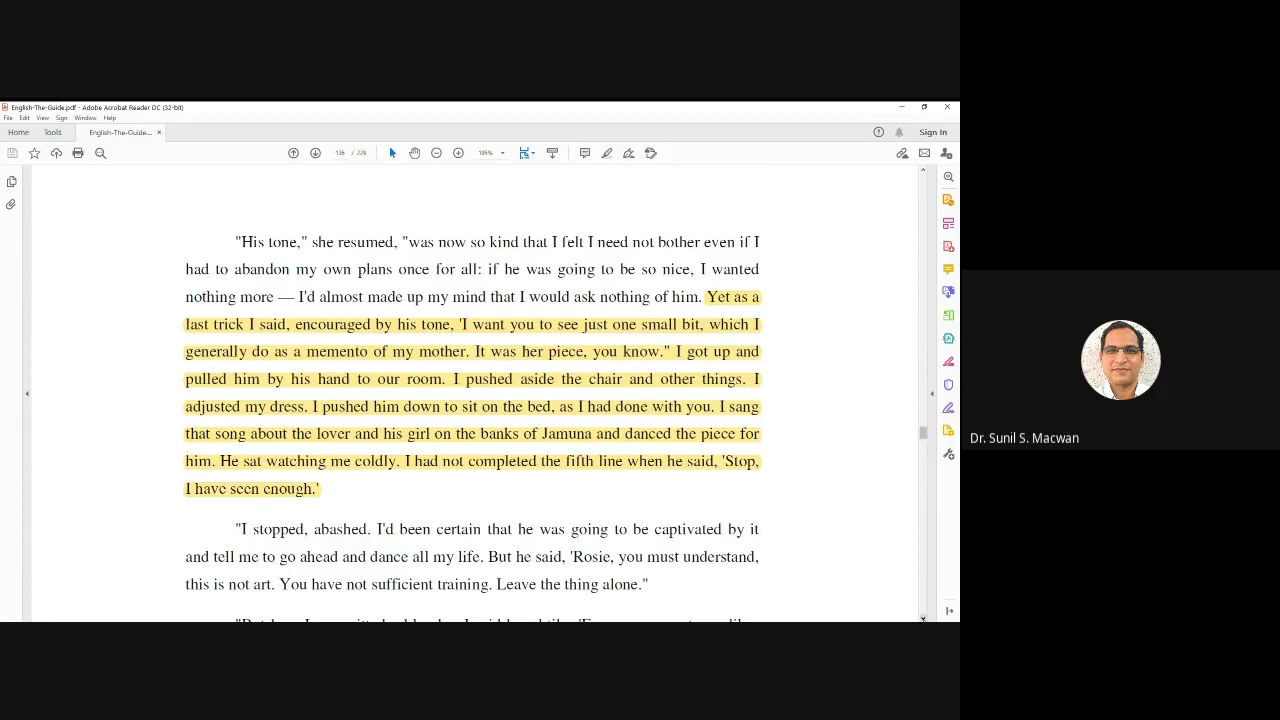 English-The-Guide.pdf - Adobe Acrobat Reader DC (32-bit)
File Edit View Sign Window Help
Home Tools English-The-Guide.... × Sign In
136 / 229 195%
"His tone," she resumed, "was now so kind that I felt I need not bother even if I
had to abandon my own plans once for all: if he was going to be so nice, I wanted
nothing more — I'd almost made up my mind that I would ask nothing of him. Yet as a
last trick I said, encouraged by his tone, 'I want you to see just one small bit, which I
generally do as a memento of my mother. It was her piece, you know." I got up and
pulled him by his hand to our room. I pushed aside the chair and other things. I
adjusted my dress. I pushed him down to sit on the bed, as I had done with you. I sang
that song about the lover and his girl on the banks of Jamuna and danced the piece for
him. He sat watching me coldly. I had not completed the fifth line when he said, 'Stop,
I have seen enough.'
"I stopped, abashed. I'd been certain that he was going to be captivated by it
and tell me to go ahead and dance all my life. But he said, 'Rosie, you must understand,
this is not art. You have not sufficient training. Leave the thing alone."
Dr. Sunil S. Macwan